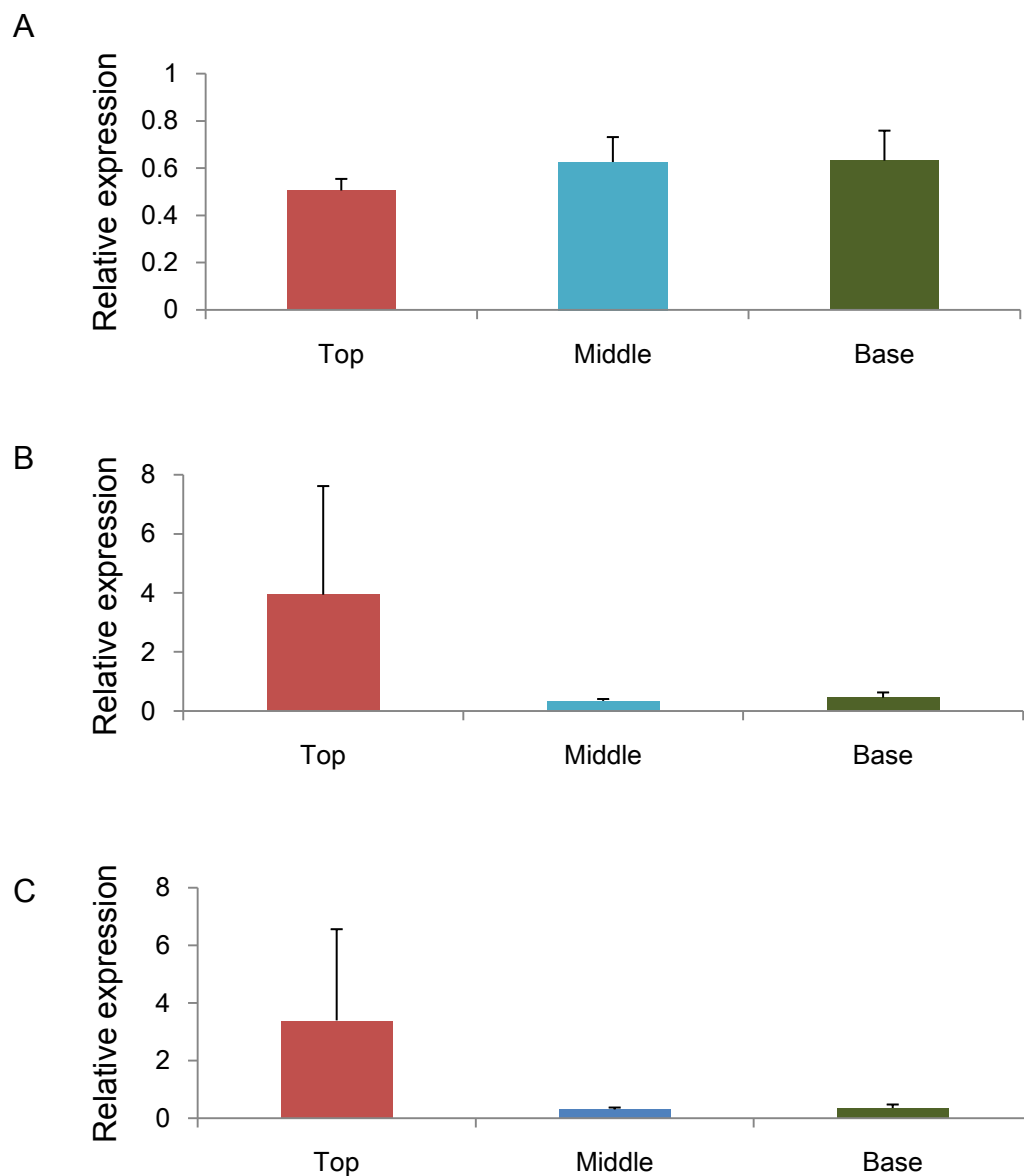 A
Relative expression
1
0.8
0.6
0.4
0.2
0
Top Middle Base
B
Relative expression
8
6
4
2
0
Top Middle Base
C
Relative expression
8
6
4
2
0
Top Middle Base